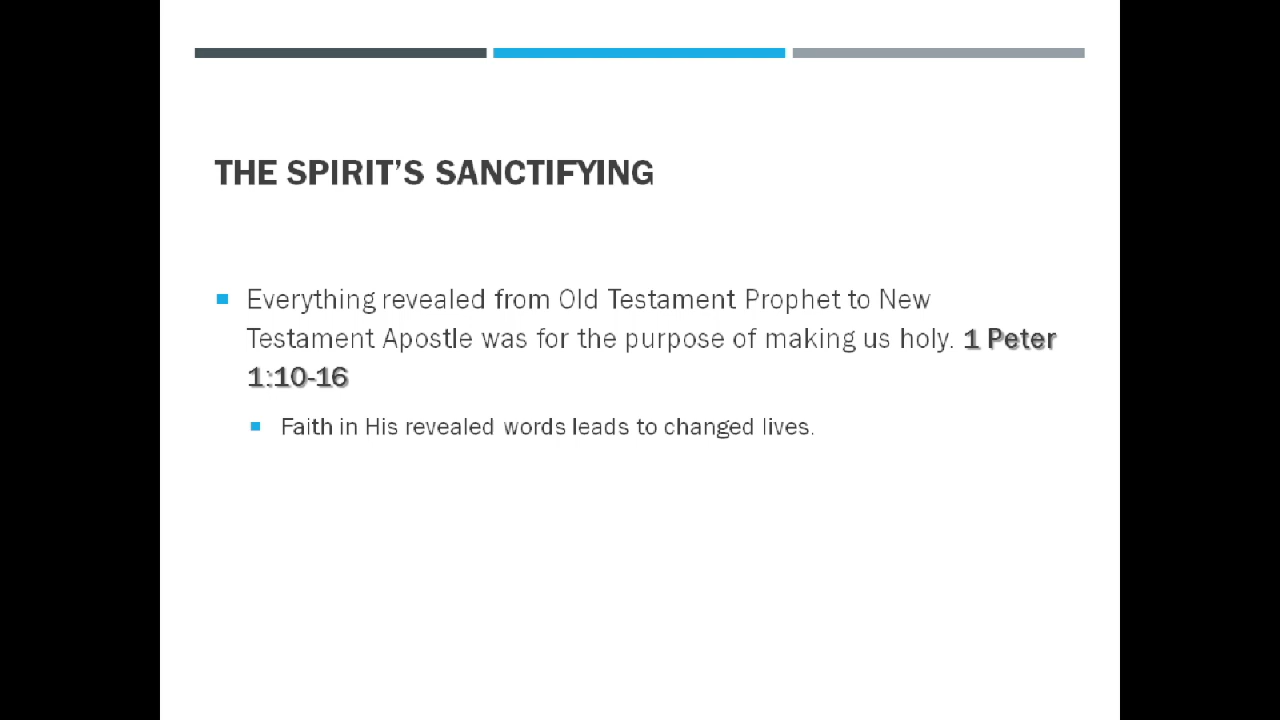 THE SPIRIT’S SANCTIFYING
Everything revealed from Old Testament Prophet to New
Testament Apostle was for the purpose of making us holy. 1 Peter
1:10-16
Faith in His revealed words leads to changed lives.